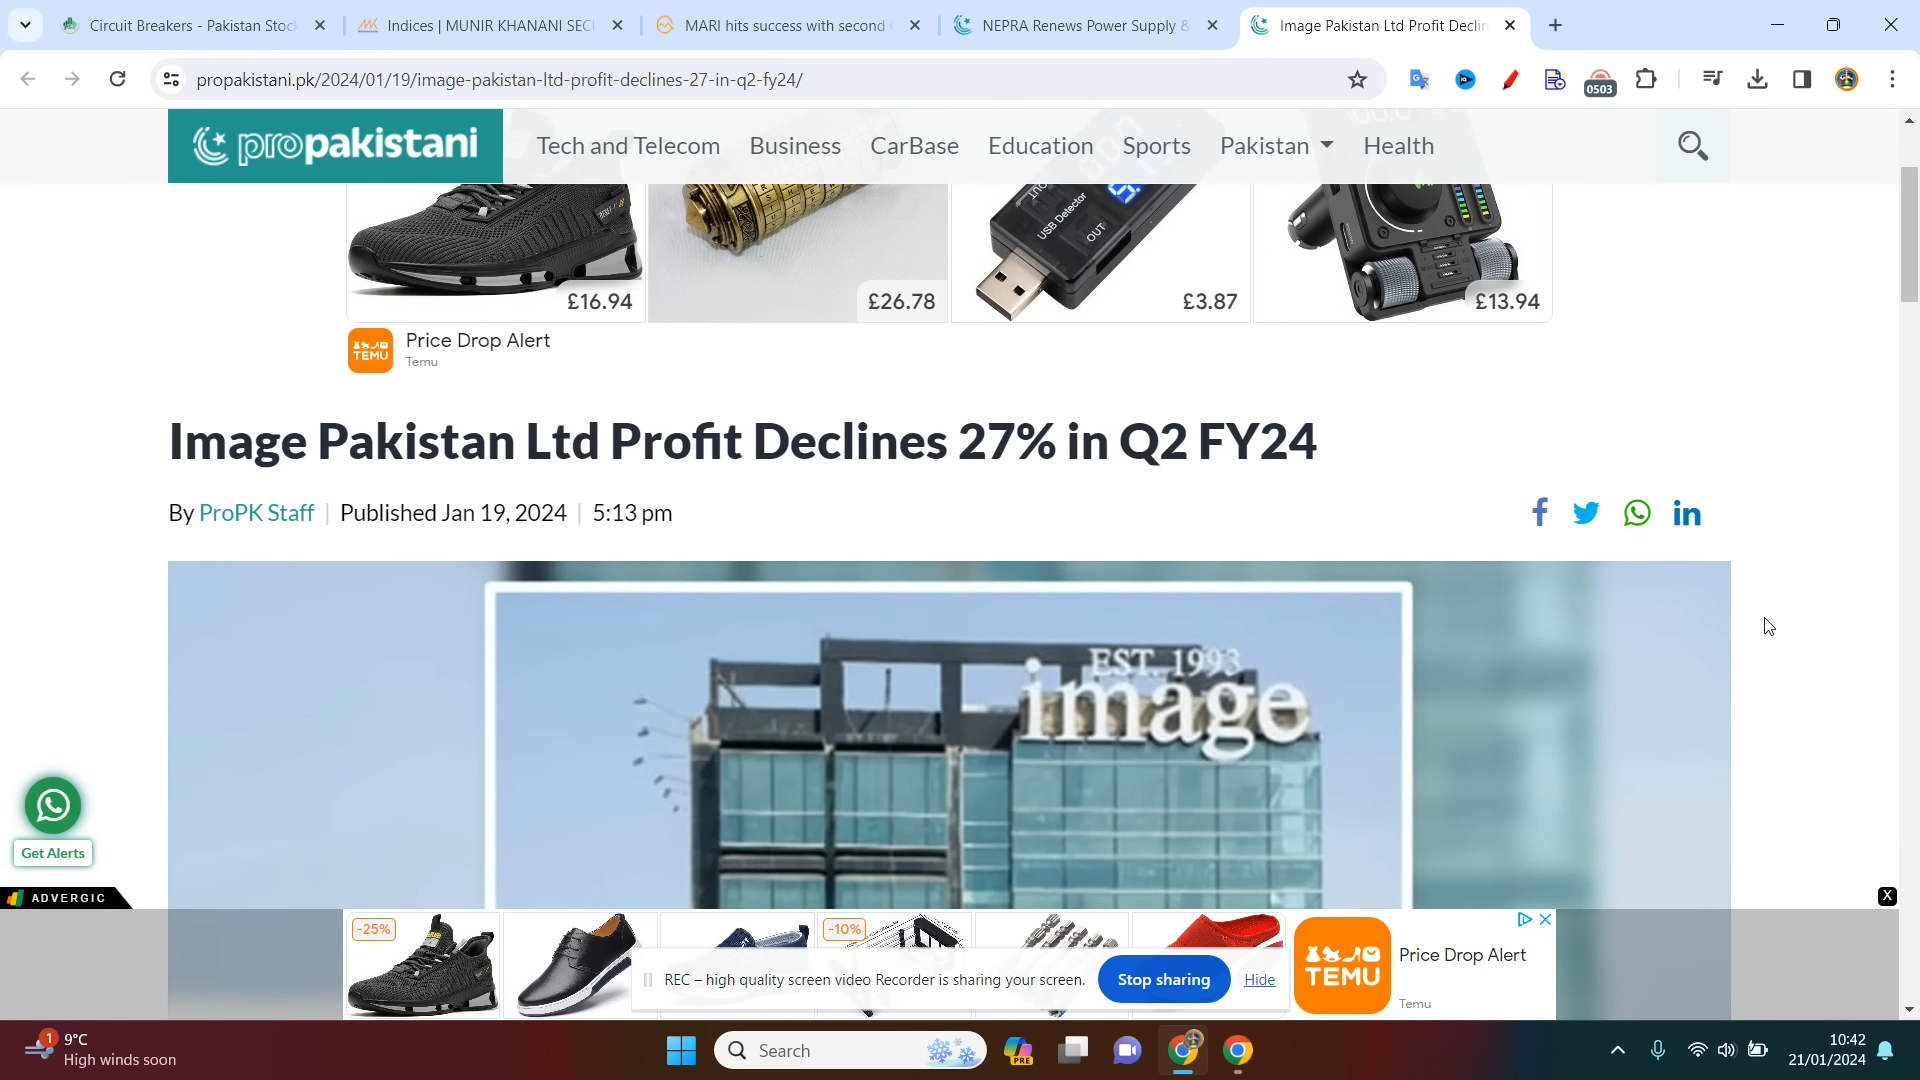 Circuit Breakers - Pakistan Stock
Indices | MUNIR KHANANI SECU
MARI hits success with second
NEPRA Renews Power Supply &
Image Pakistan Ltd Profit Declin
propakistani.pk/2024/01/19/image-pakistan-ltd-profit-declines-27-in-q2-fy24/
0503
propakistani
Tech and Telecom
Business
CarBase
Education
Sports
Pakistan
Health
USB Detector
OUT
£16.94
£26.78
£3.87
£13.94
TEMU
Price Drop Alert
Temu
Image Pakistan Ltd Profit Declines 27% in Q2 FY24
By ProPK Staff | Published Jan 19, 2024 | 5:13 pm
EST. 1993
image
Get Alerts
ADVERGIC
X
-25%
-10%
REC – high quality screen video Recorder is sharing your screen.
Stop sharing
Hide
TEMU
Price Drop Alert
Temu
1
9°C
High winds soon
Search
PRE
10:42
21/01/2024